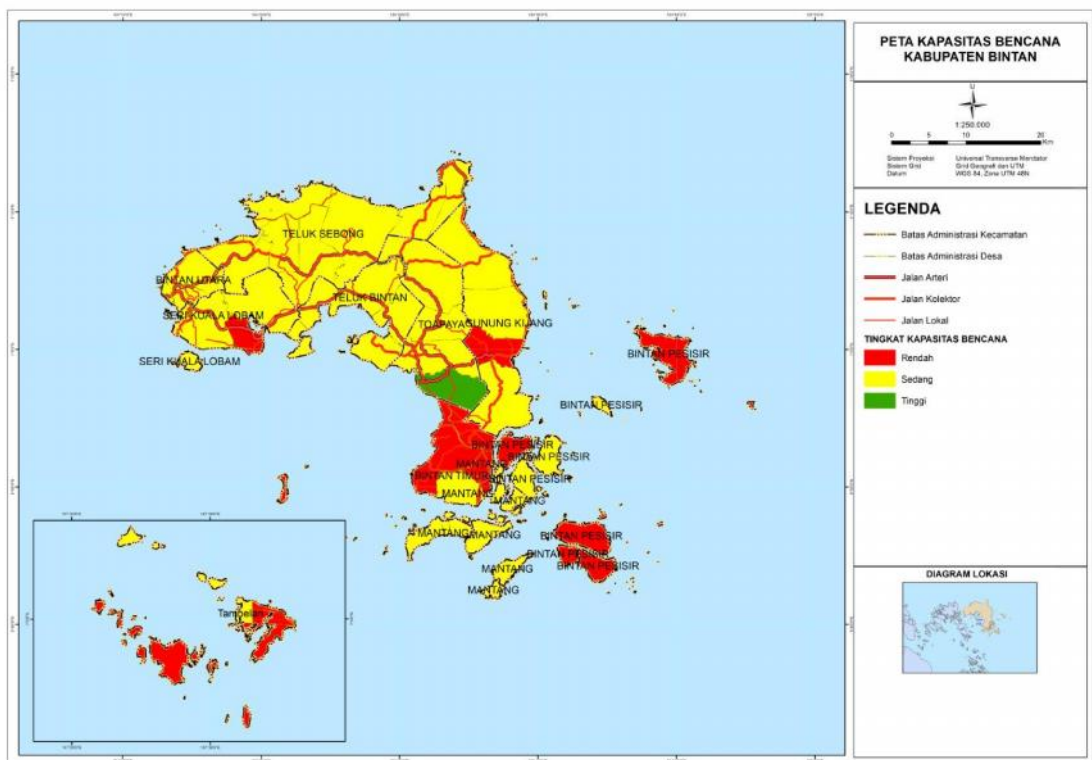 PETA KAPASITAS BENCANA
KABUPATEN BINTAN
U
1:250.000
0 5 10 20
Km
Sistem Proyeksi Universal Transverse Mercator
Sistem Grid Grid Geografi dan UTM
Datum WGS 84, Zona UTM 48N
LEGENDA
Batas Administrasi Kecamatan
Batas Administrasi Desa
Jalan Arteri
Jalan Kolektor
Jalan Lokal
TINGKAT KAPASITAS BENCANA
Rendah
Sedang
Tinggi
DIAGRAM LOKASI
TELUK SEBONG
BINTAN UTARA
TELUK BINTAN
SERI KUALA LOBAM
TOAPAYA
GUNUNG KIJANG
SERI KUALA LOBAM
BINTAN PESISIR
BINTAN PESISIR
BINTAN PESISIR
BINTAN PESISIR
MANTANG
BINTAN TIMUR
BINTAN PESISIR
MANTANG
MANTANG
MANTANG
MANTANG
BINTAN PESISIR
BINTAN PESISIR
BINTAN PESISIR
MANTANG
MANTANG
Tambelan